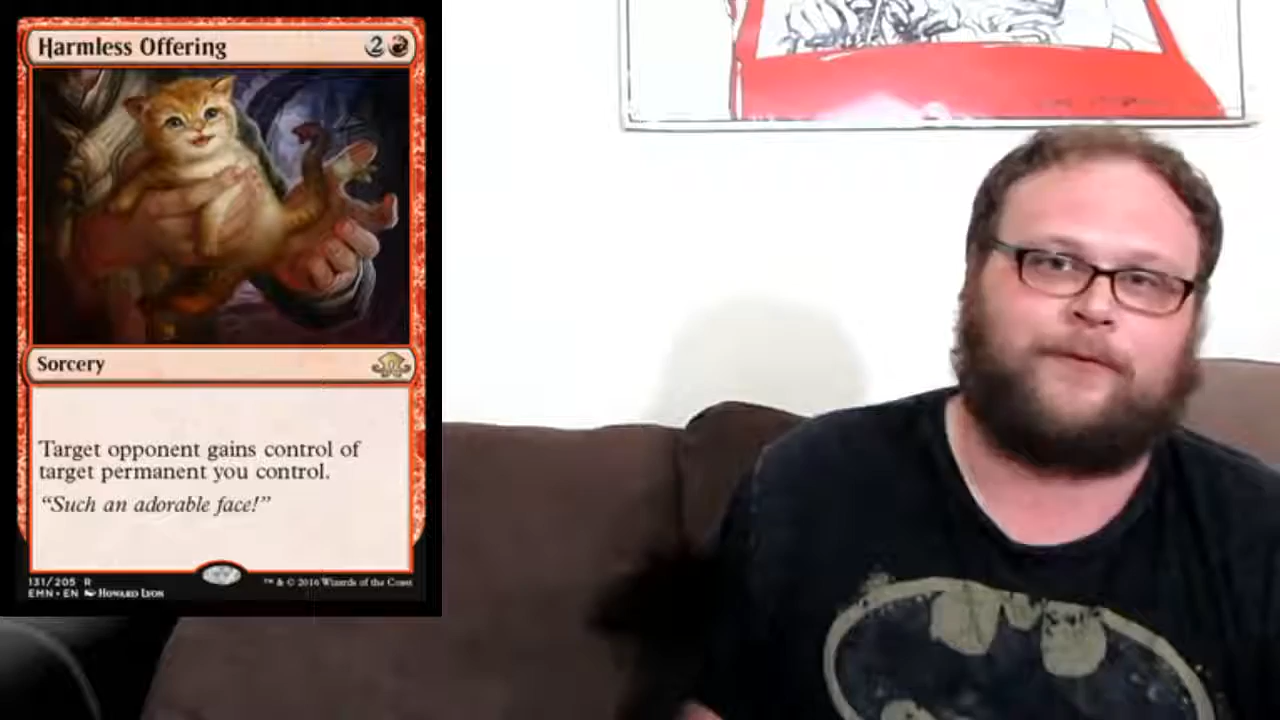 Harmless Offering 2
Sorcery
Target opponent gains control of
target permanent you control.
“Such an adorable face!”
131/205 R
™ & © 2016 Wizards of the Coast
EMN • EN Howard Lyon